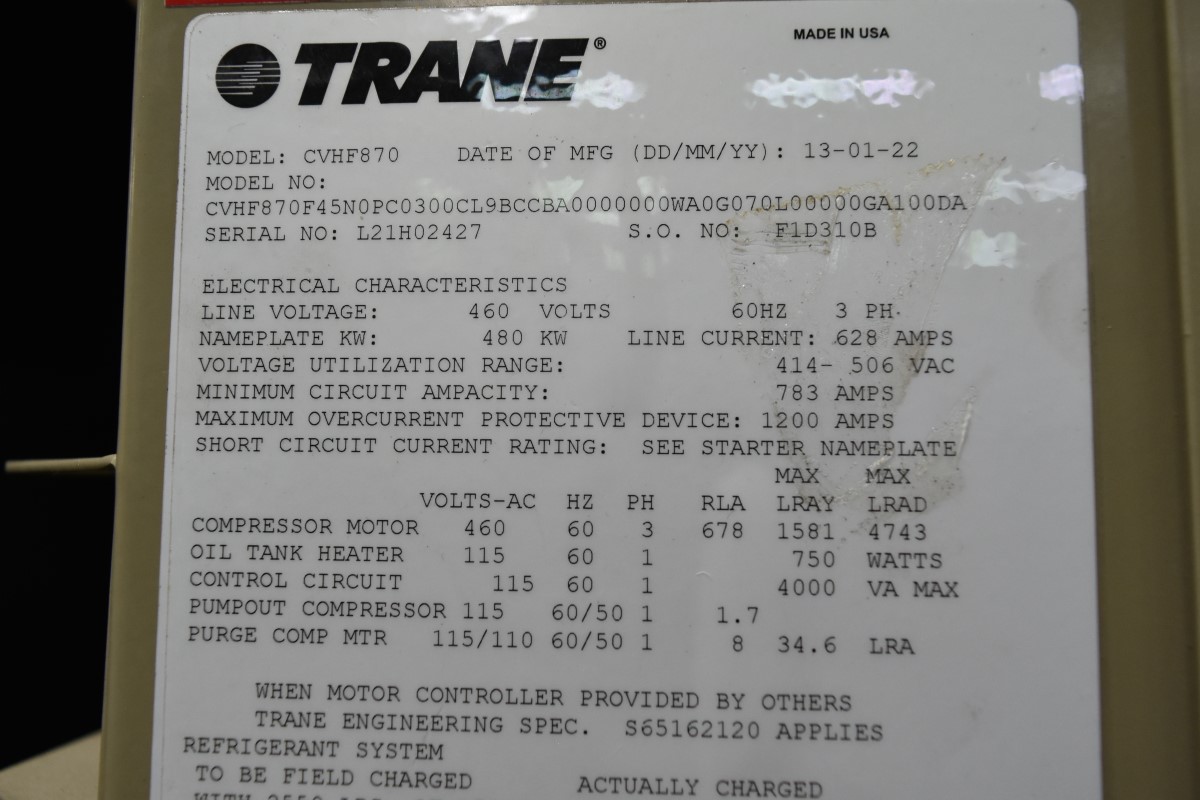 TRANE®
MADE IN USA
MODEL: CVHF870 DATE OF MFG (DD/MM/YY): 13-01-22
MODEL NO:
CVHF870F45N0PC0300CL9BCCBA0000000WA0G070L00000GA100DA
SERIAL NO: L21H02427 S.O. NO: F1D310B
ELECTRICAL CHARACTERISTICS
LINE VOLTAGE: 460 VOLTS 60HZ 3 PH.
NAMEPLATE KW: 480 KW LINE CURRENT: 628 AMPS
VOLTAGE UTILIZATION RANGE: 414- 506 VAC
MINIMUM CIRCUIT AMPACITY: 783 AMPS
MAXIMUM OVERCURRENT PROTECTIVE DEVICE: 1200 AMPS
SHORT CIRCUIT CURRENT RATING: SEE STARTER NAMEPLATE
MAX MAX
VOLTS-AC HZ PH RLA LRAY LRAD
COMPRESSOR MOTOR 460 60 3 678 1581 4743
OIL TANK HEATER 115 60 1 750 WATTS
CONTROL CIRCUIT 115 60 1 4000 VA MAX
PUMPOUT COMPRESSOR 115 60/50 1 1.7
PURGE COMP MTR 115/110 60/50 1 8 34.6 LRA
WHEN MOTOR CONTROLLER PROVIDED BY OTHERS
TRANE ENGINEERING SPEC. S65162120 APPLIES
REFRIGERANT SYSTEM
TO BE FIELD CHARGED ACTUALLY CHARGED
WITH